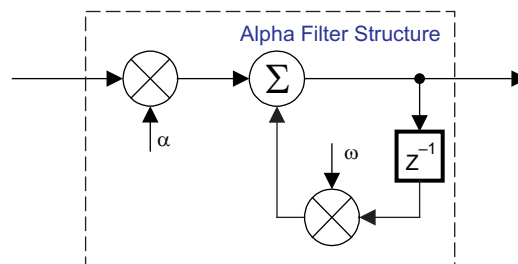 Alpha Filter Structure
Σ
α
ω
Z⁻¹